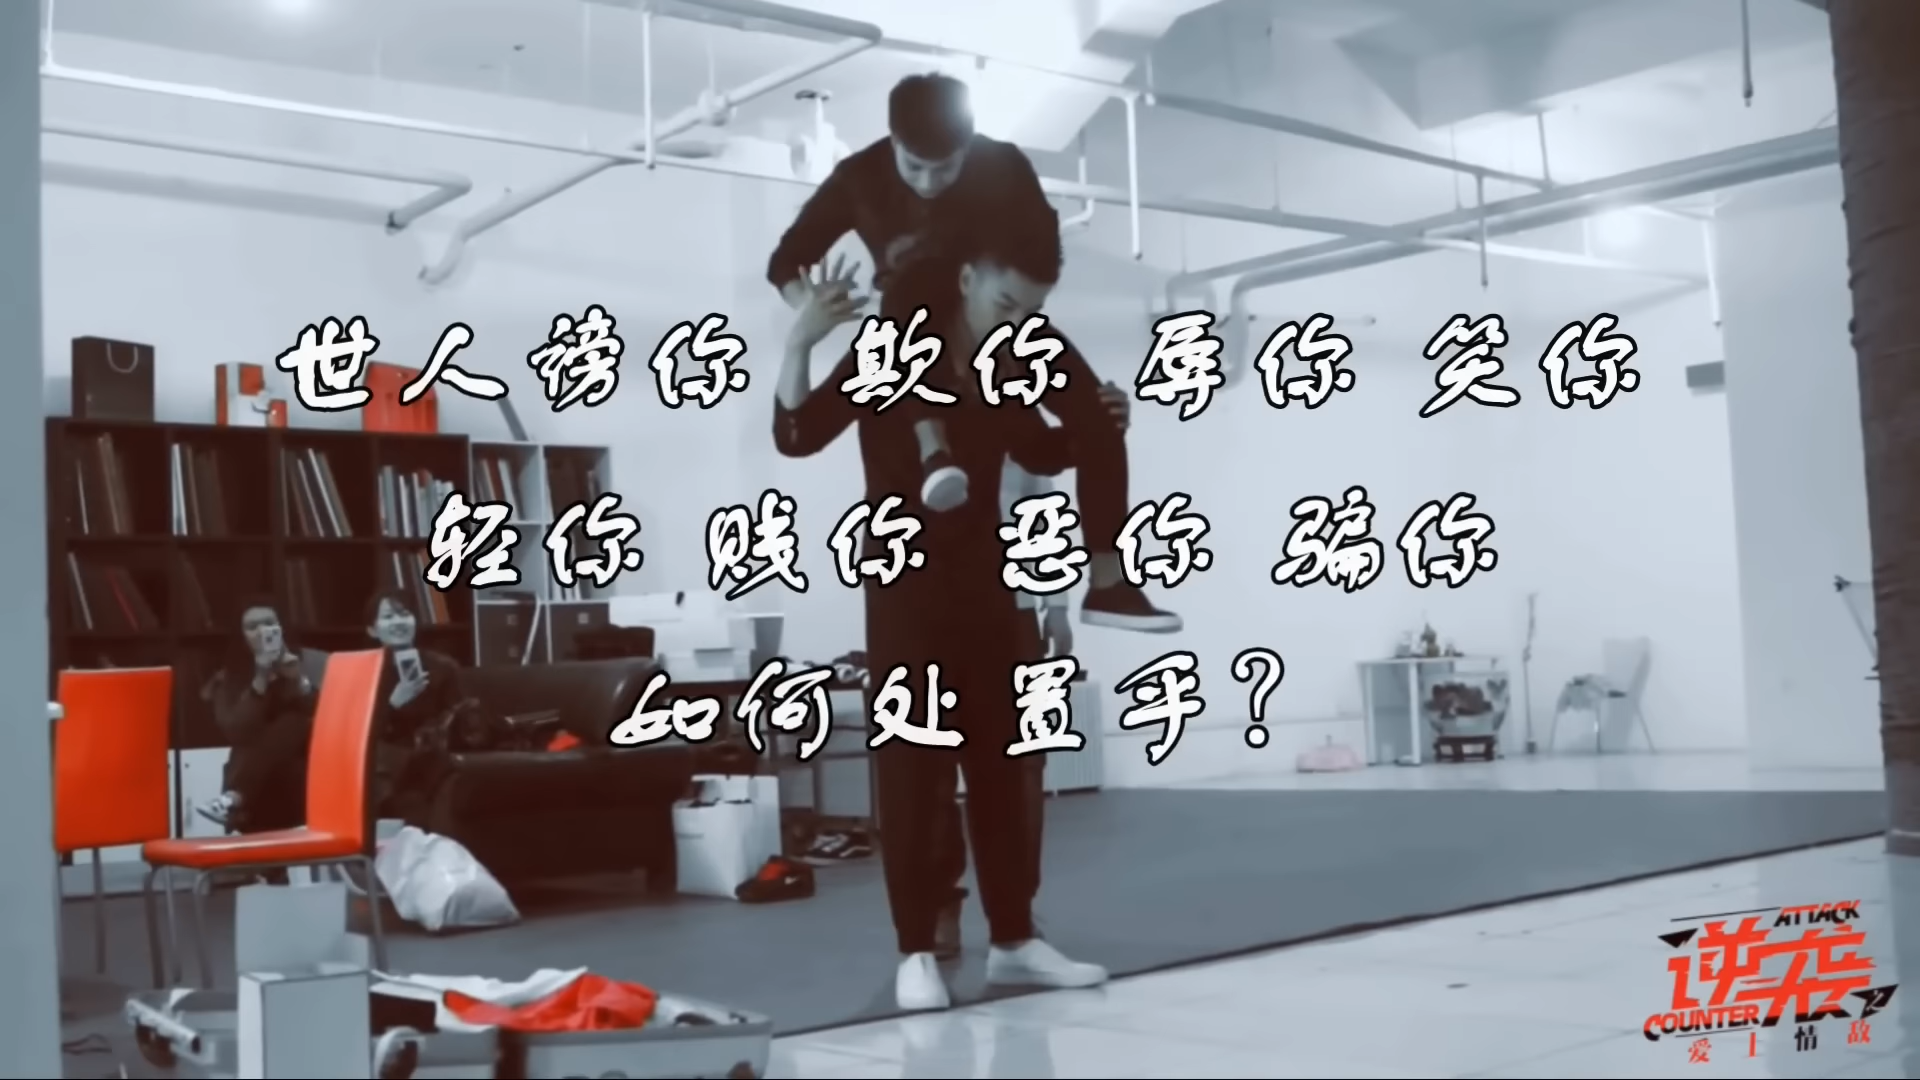 世人谤你 欺你 辱你 笑你
轻你 贱你 恶你 骗你
如何处置乎？
ATTACK
逆袭
COUNTER
之
爱上情敌